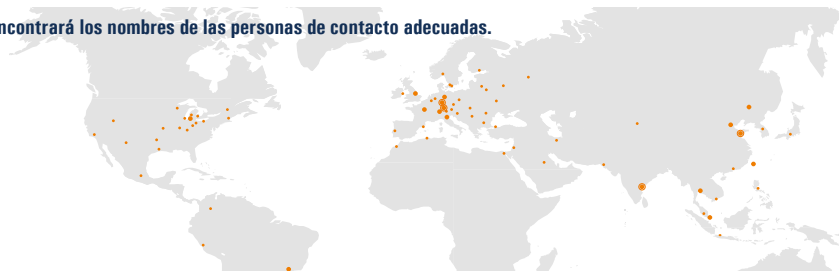 ncontrará los nombres de las personas de contacto adecuadas.